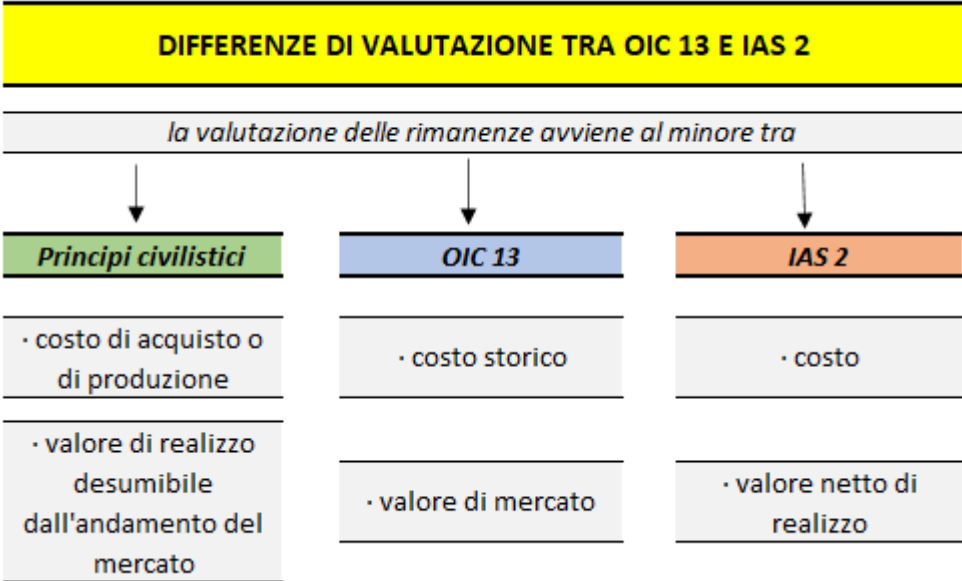 DIFFERENZE DI VALUTAZIONE TRA OIC 13 E IAS 2
la valutazione delle rimanenze avviene al minore tra
Principi civilistici
OIC 13
IAS 2
· costo di acquisto o
di produzione
· costo storico
· costo
· valore di realizzo
desumibile
dall'andamento del
mercato
· valore di mercato
· valore netto di
realizzo